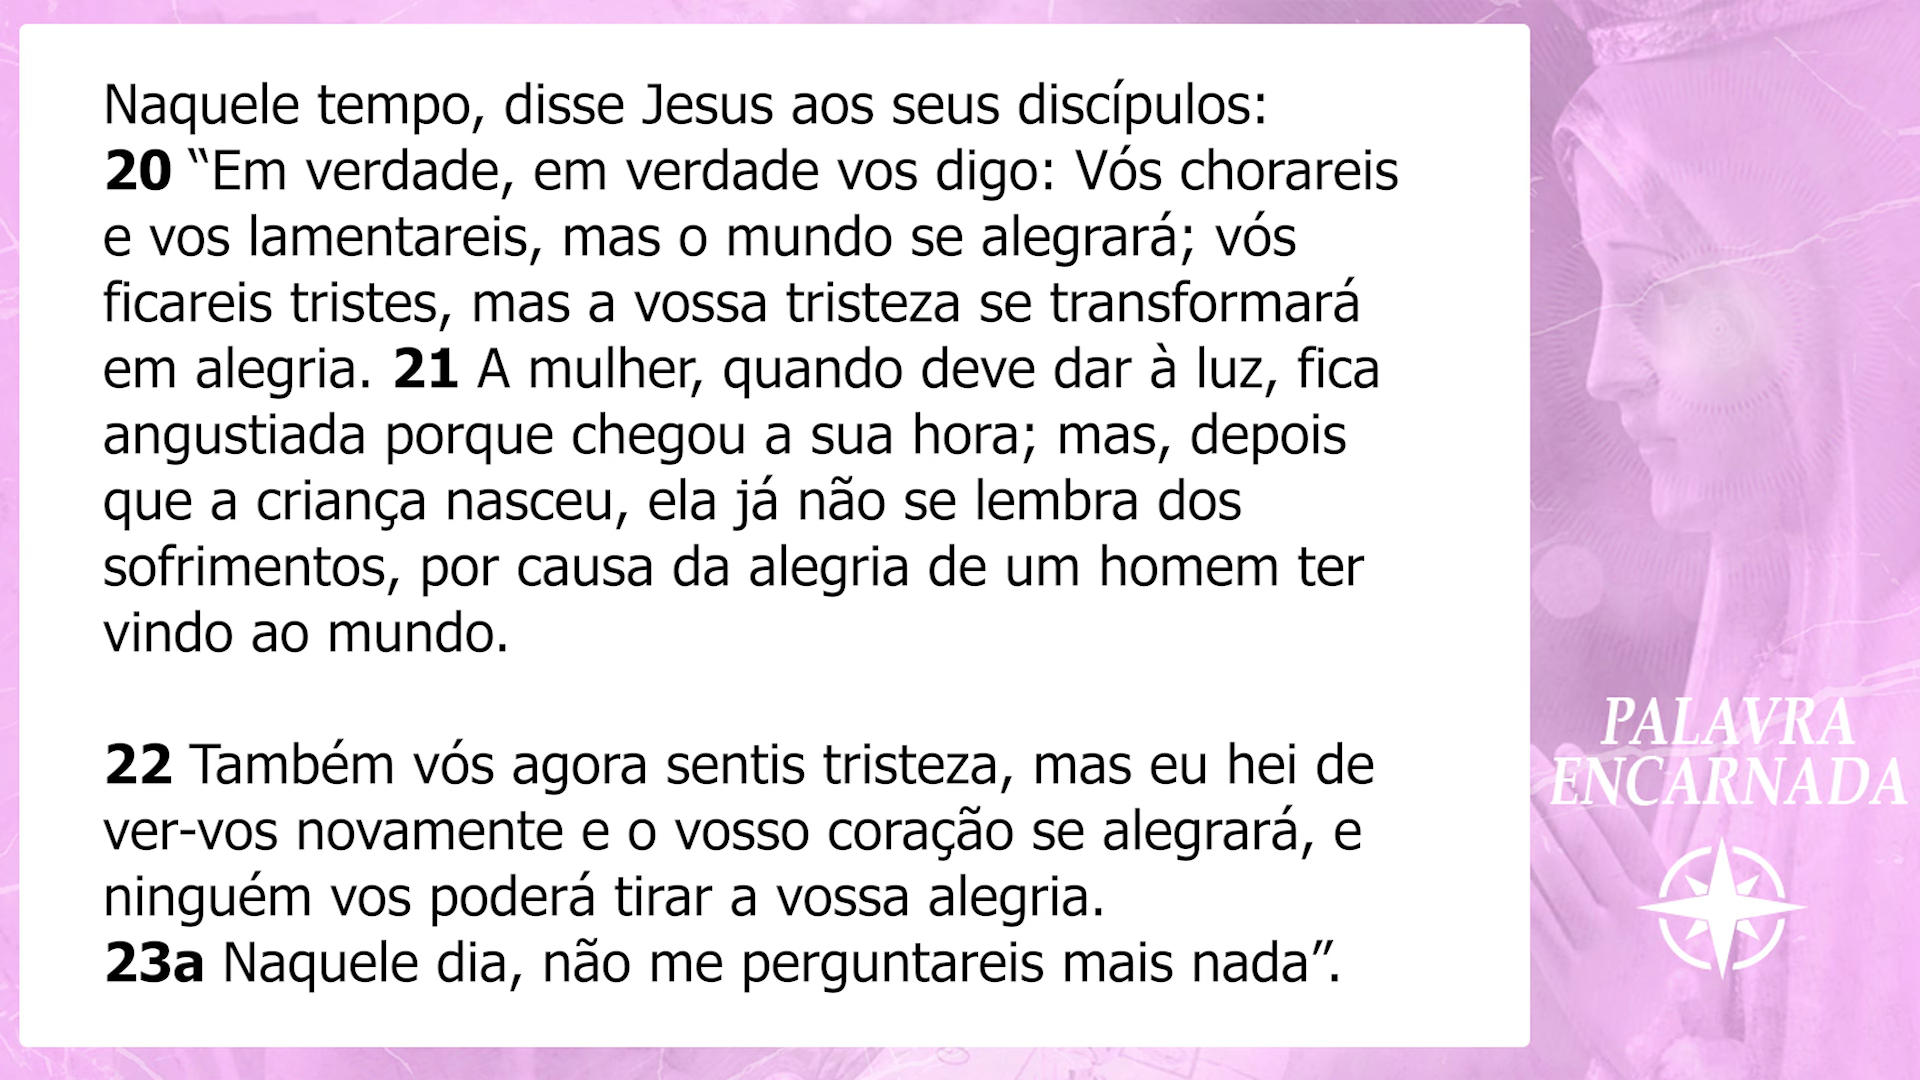 Naquele tempo, disse Jesus aos seus discípulos:
20 “Em verdade, em verdade vos digo: Vós chorareis
e vos lamentareis, mas o mundo se alegrará; vós
ficareis tristes, mas a vossa tristeza se transformará
em alegria. 21 A mulher, quando deve dar à luz, fica
angustiada porque chegou a sua hora; mas, depois
que a criança nasceu, ela já não se lembra dos
sofrimentos, por causa da alegria de um homem ter
vindo ao mundo.
22 Também vós agora sentis tristeza, mas eu hei de
ver-vos novamente e o vosso coração se alegrará, e
ninguém vos poderá tirar a vossa alegria.
23a Naquele dia, não me perguntareis mais nada”.
PALAVRA
ENCARNADA